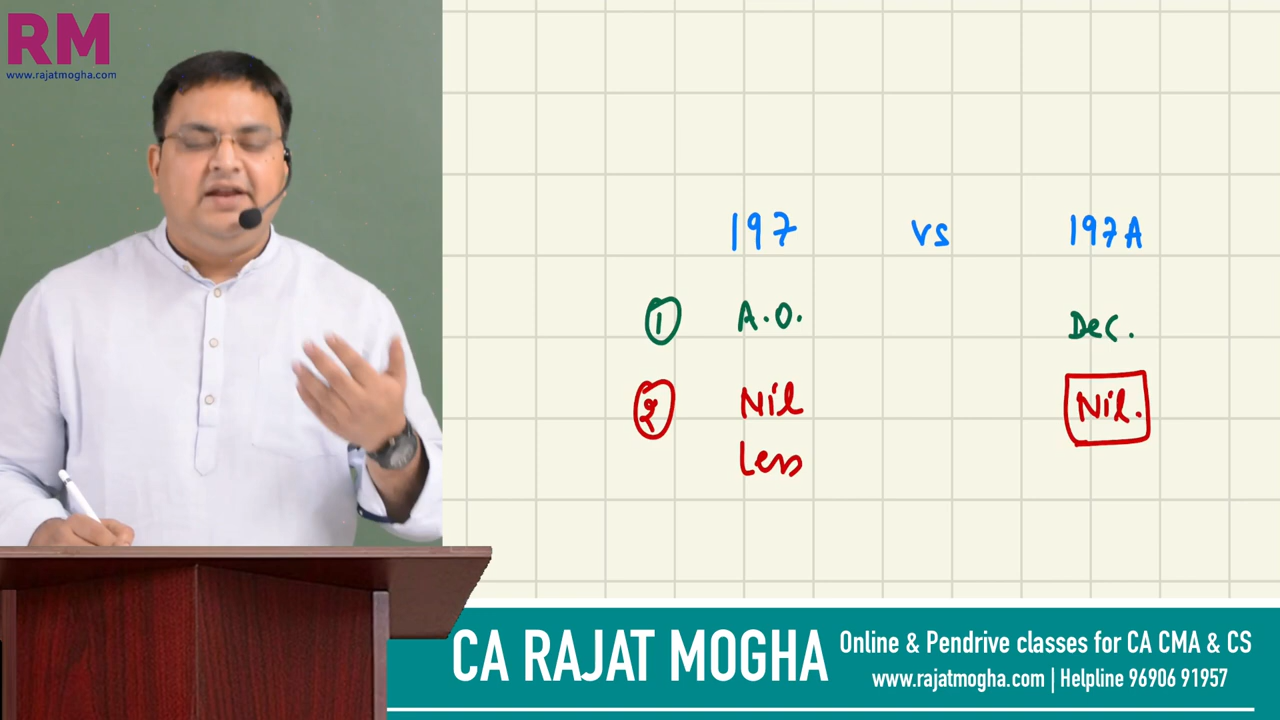 RM
www.rajatmogha.com
197 vs 197A
① A.O. Dec.
② Nil Nil.
Less
CA RAJAT MOGHA
Online & Pendrive classes for CA CMA & CS
www.rajatmogha.com | Helpline 96906 91957